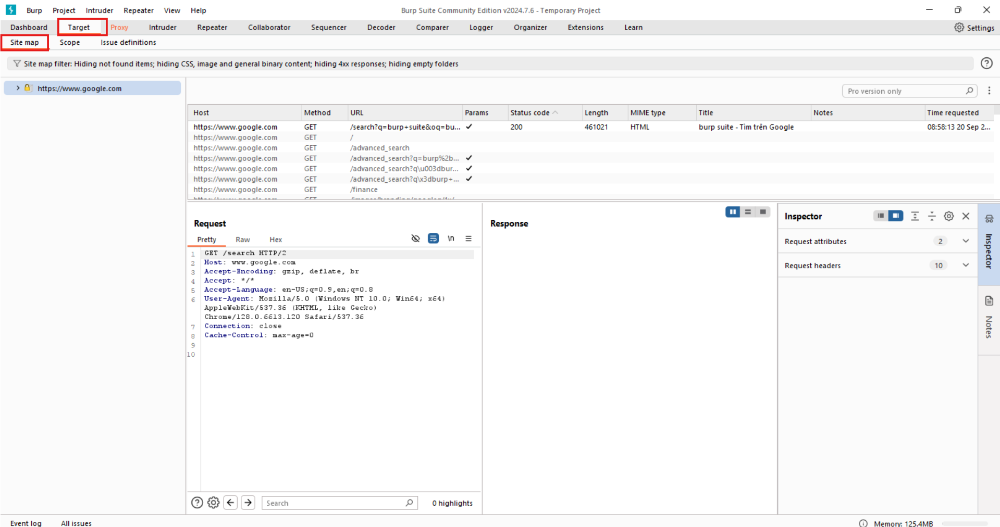 Burp Project Intruder Repeater View Help Burp Suite Community Edition v2024.7.6 - Temporary Project
Dashboard Target Proxy Intruder Repeater Collaborator Sequencer Decoder Comparer Logger Organizer Extensions Learn Settings
Site map Scope Issue definitions
Site map filter: Hiding not found items; hiding CSS, image and general binary content; hiding 4xx responses; hiding empty folders
https://www.google.com
Pro version only
Host Method URL Params Status code Length MIME type Title Notes Time requested
https://www.google.com GET /search?q=burp+suite&oq=bu... ✓ 200 461021 HTML burp suite - Tìm trên Google 08:58:13 20 Sep 2...
https://www.google.com GET /
https://www.google.com GET /advanced_search
https://www.google.com GET /advanced_search?q=burp%2b... ✓
https://www.google.com GET /advanced_search?q\u003dbur... ✓
https://www.google.com GET /advanced_search?q\x3dburp+... ✓
https://www.google.com GET /finance
Request
Pretty Raw Hex \n
1 GET /search HTTP/2
2 Host: www.google.com
3 Accept-Encoding: gzip, deflate, br
4 Accept: */*
5 Accept-Language: en-US;q=0.9,en;q=0.8
6 User-Agent: Mozilla/5.0 (Windows NT 10.0; Win64; x64)
AppleWebKit/537.36 (KHTML, like Gecko)
Chrome/128.0.6613.120 Safari/537.36
7 Connection: close
8 Cache-Control: max-age=0
9
10
Search 0 highlights
Response
Inspector
Request attributes 2
Request headers 10
Inspector
Notes
Event log All issues Memory: 125.4MB